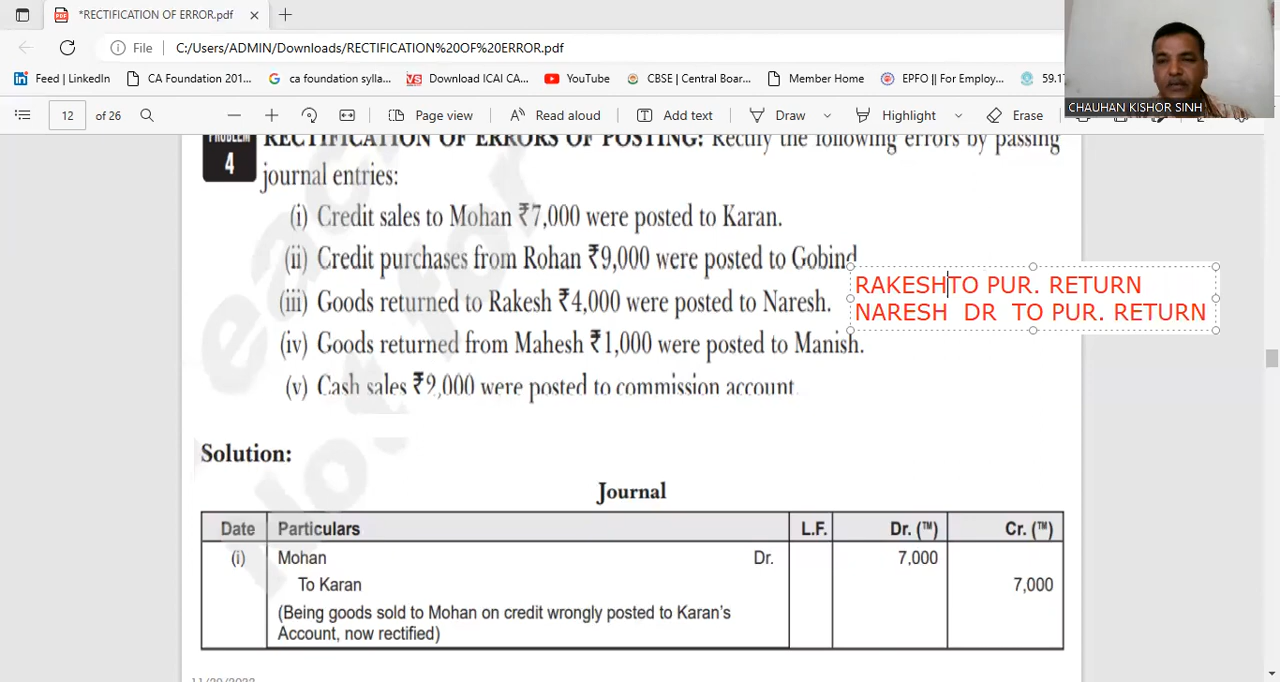 *RECTIFICATION OF ERROR.pdf
File C:/Users/ADMIN/Downloads/RECTIFICATION%20OF%20ERROR.pdf
Feed | LinkedIn CA Foundation 201... ca foundation sylla... Download ICAI CA... YouTube CBSE | Central Boar... Member Home EPFO || For Employ... 59.17
CHAUHAN KISHOR SINH
12 of 26 Page view Read aloud Add text Draw Highlight Erase
PROBLEM 4 RECTIFICATION OF ERRORS OF POSTING: Rectify the following errors by passing
journal entries:
(i) Credit sales to Mohan ₹7,000 were posted to Karan.
(ii) Credit purchases from Rohan ₹9,000 were posted to Gobind
RAKESHTO PUR. RETURN
(iii) Goods returned to Rakesh ₹4,000 were posted to Naresh.
NARESH DR TO PUR. RETURN
(iv) Goods returned from Mahesh ₹1,000 were posted to Manish.
(v) Cash sales ₹2,000 were posted to commission account
Solution:
Journal
Date Particulars L.F. Dr. (™) Cr. (™)
(i) Mohan Dr. 7,000
To Karan 7,000
(Being goods sold to Mohan on credit wrongly posted to Karan's
Account, now rectified)